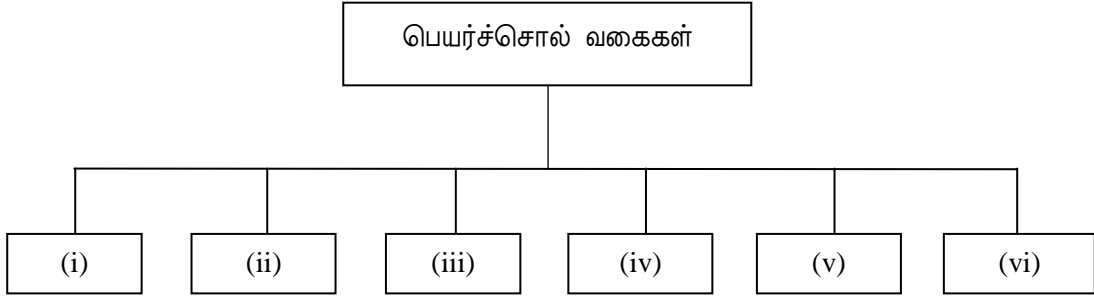 பெயர்ச்சொல் வகைகள்
(i) (ii) (iii) (iv) (v) (vi)